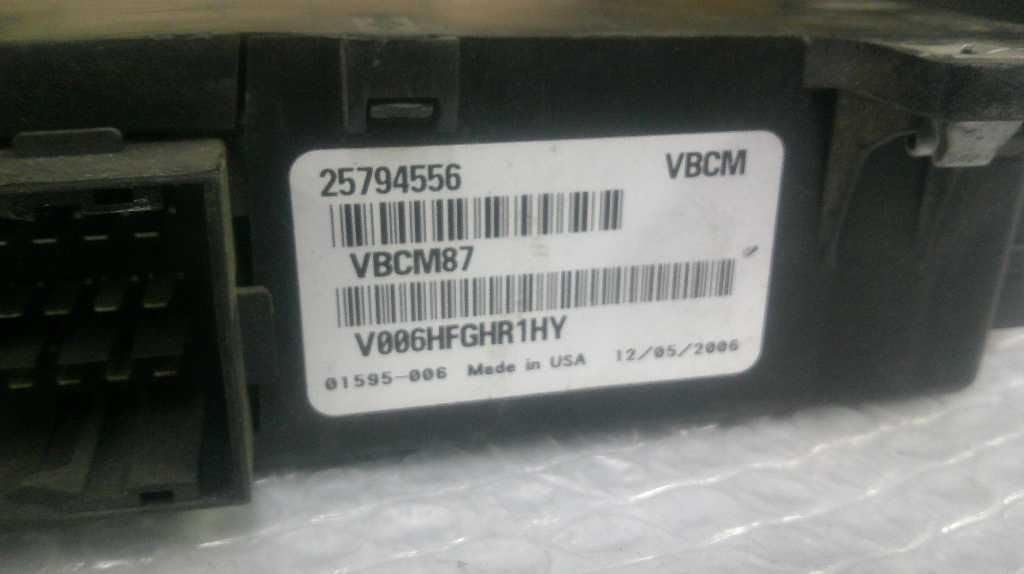 25794556 VBCM
VBCM87
V006HFGHR1HY
01595-006 Made in USA 12/05/2006